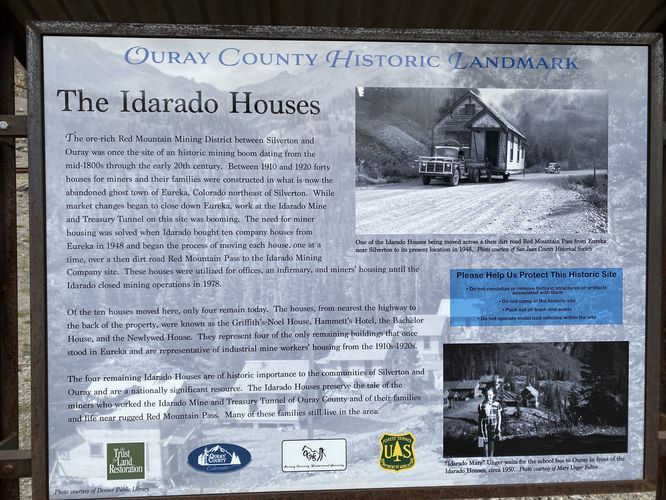 Ouray County Historic Landmark
The Idarado Houses
The ore-rich Red Mountain Mining District between Silverton and
Ouray was once the site of an historic mining boom dating from the
mid-1800s through the early 20th century. Between 1910 and 1920 forty
houses for miners and their families were constructed in what is now the
abandoned ghost town of Eureka, Colorado northeast of Silverton. While
market changes began to close down Eureka, work at the Idarado Mine
and Treasury Tunnel on this site was booming. The need for miner
housing was solved when Idarado bought ten company houses from
Eureka in 1948 and began the process of moving each house, one at a
time, over a then dirt road Red Mountain Pass to the Idarado Mining
Company site. These houses were utilized for offices, an infirmary, and miners' housing until the
Idarado closed mining operations in 1978.
Of the ten houses moved here, only four remain today. The houses, from nearest the highway to
the back of the property, were known as the Griffith's-Noel House, Hammett's Hotel, the Bachelor
House, and the Newlywed House. They represent four of the only remaining buildings that once
stood in Eureka and are representative of industrial mine workers' housing from the 1910s-1920s.
The four remaining Idarado Houses are of historic importance to the communities of Silverton and
Ouray and are a nationally significant resource. The Idarado Houses preserve the tale of the
miners who worked the Idarado Mine and Treasury Tunnel of Ouray County and of their families
and life near rugged Red Mountain Pass. Many of these families still live in the area.
One of the Idarado Houses being moved across a then dirt road Red Mountain Pass from Eureka
near Silverton to its present location in 1948. Photo courtesy of San Juan County Historical Society
Please Help Us Protect This Historic Site
• Do not vandalize or remove historic structures or artifacts
associated with them
• Do not camp in the historic site
• Pack out all trash and waste
• Do not operate motorized vehicles within the site
"Idarado Mary" Unger waits for the school bus to Ouray in front of the
Idarado Houses, circa 1950. Photo courtesy of Mary Unger Fulton
the Trust
for Land
Restoration
Ouray
County
Colorado
Ouray County Historical Society
FOREST SERVICE
US
DEPARTMENT OF AGRICULTURE
Photo courtesy of Denver Public Library